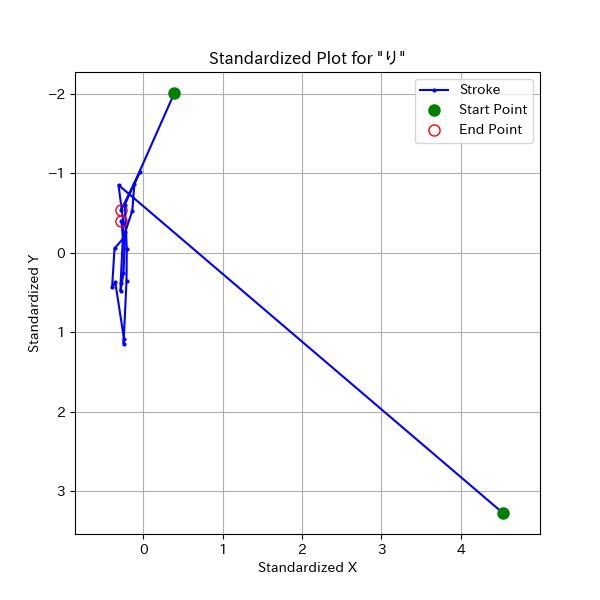 Standardized Plot for "り"
Stroke
Start Point
End Point
−2
−1
0
1
2
3
Standardized Y
0
1
2
3
4
Standardized X